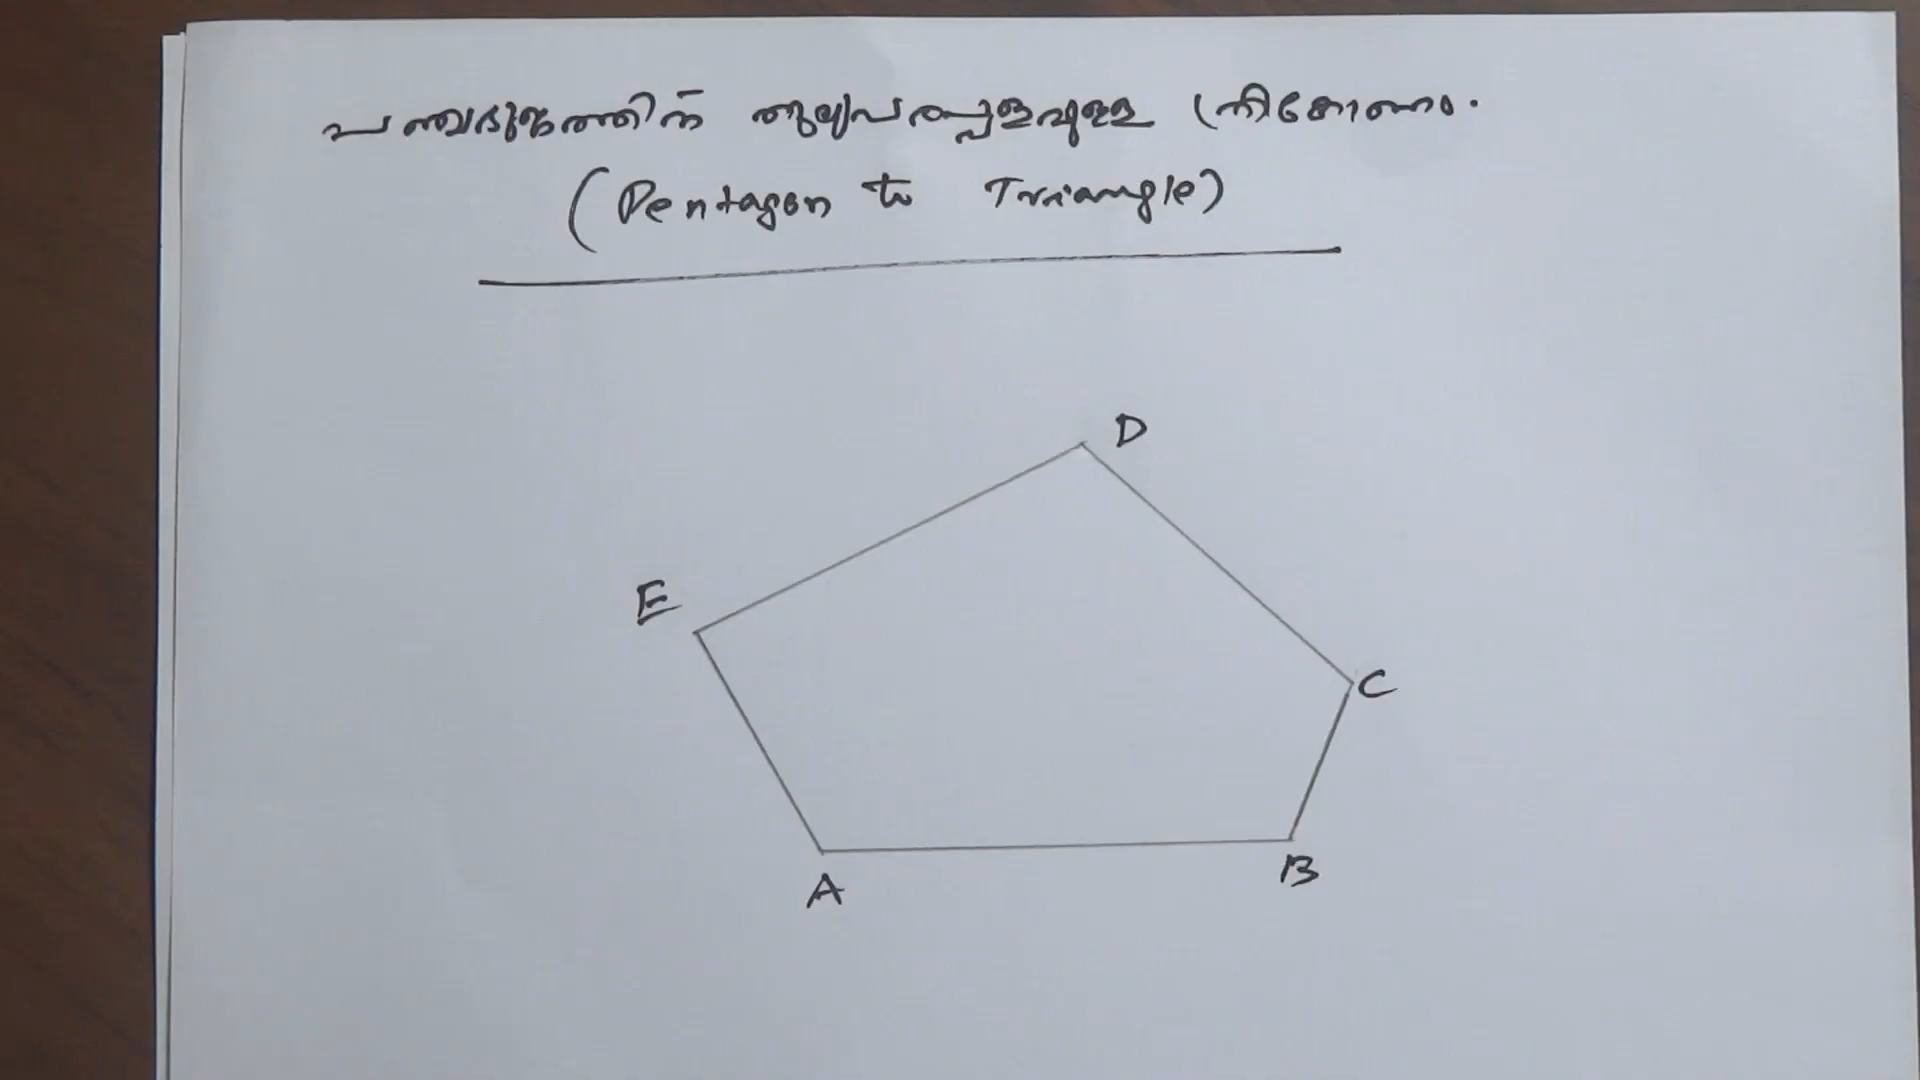 പഞ്ചഭുജത്തിന് തുല്യപരപ്പളവുള്ള ത്രികോണം.
(Pentagon to Triangle)
D
E
C
A
B